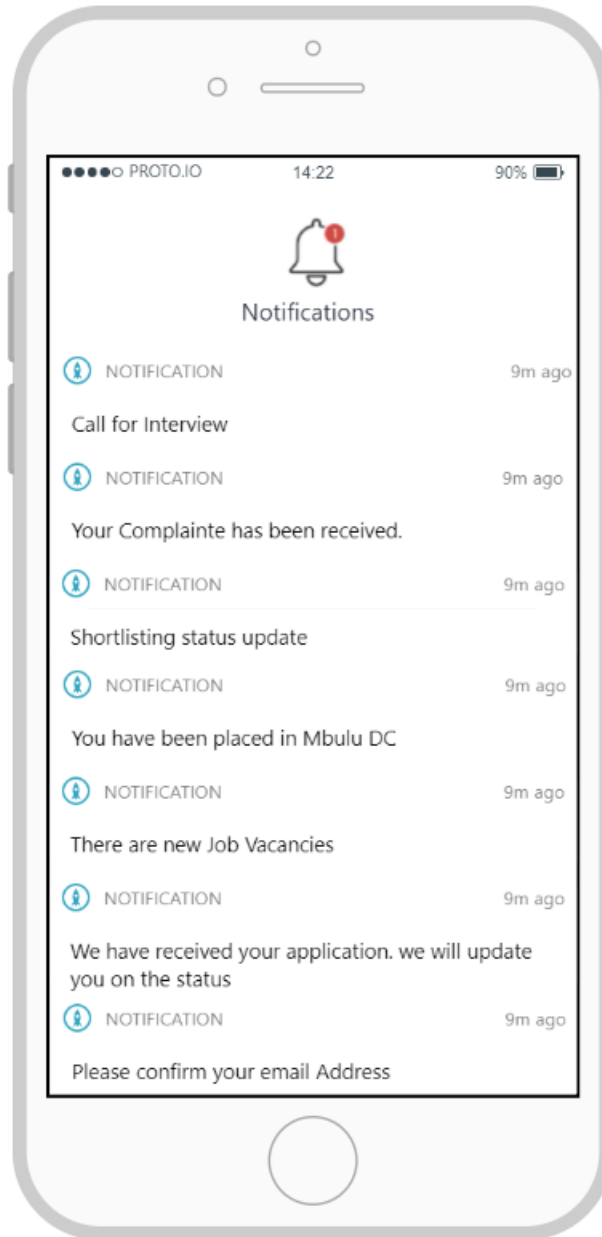 PROTO.IO 14:22 90%
1
Notifications
NOTIFICATION 9m ago
Call for Interview
NOTIFICATION 9m ago
Your Complainte has been received.
NOTIFICATION 9m ago
Shortlisting status update
NOTIFICATION 9m ago
You have been placed in Mbulu DC
NOTIFICATION 9m ago
There are new Job Vacancies
NOTIFICATION 9m ago
We have received your application. we will update
you on the status
NOTIFICATION 9m ago
Please confirm your email Address